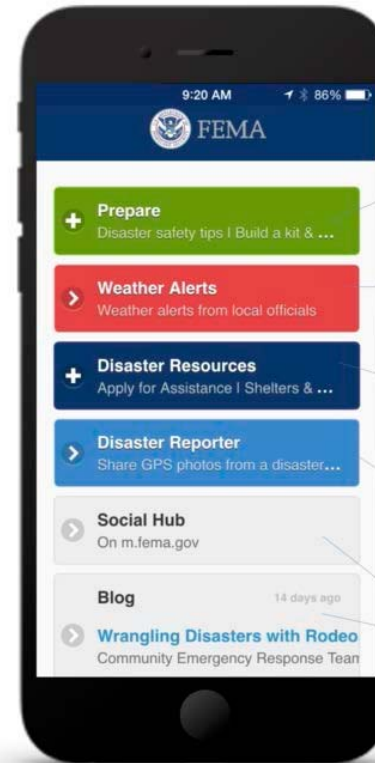 9:20 AM 86%
FEMA
Prepare
Disaster safety tips | Build a kit & ...
Weather Alerts
Weather alerts from local officials
Disaster Resources
Apply for Assistance | Shelters & ...
Disaster Reporter
Share GPS photos from a disaster...
Social Hub
On m.fema.gov
Blog 14 days ago
Wrangling Disasters with Rodeo
Community Emergency Response Team